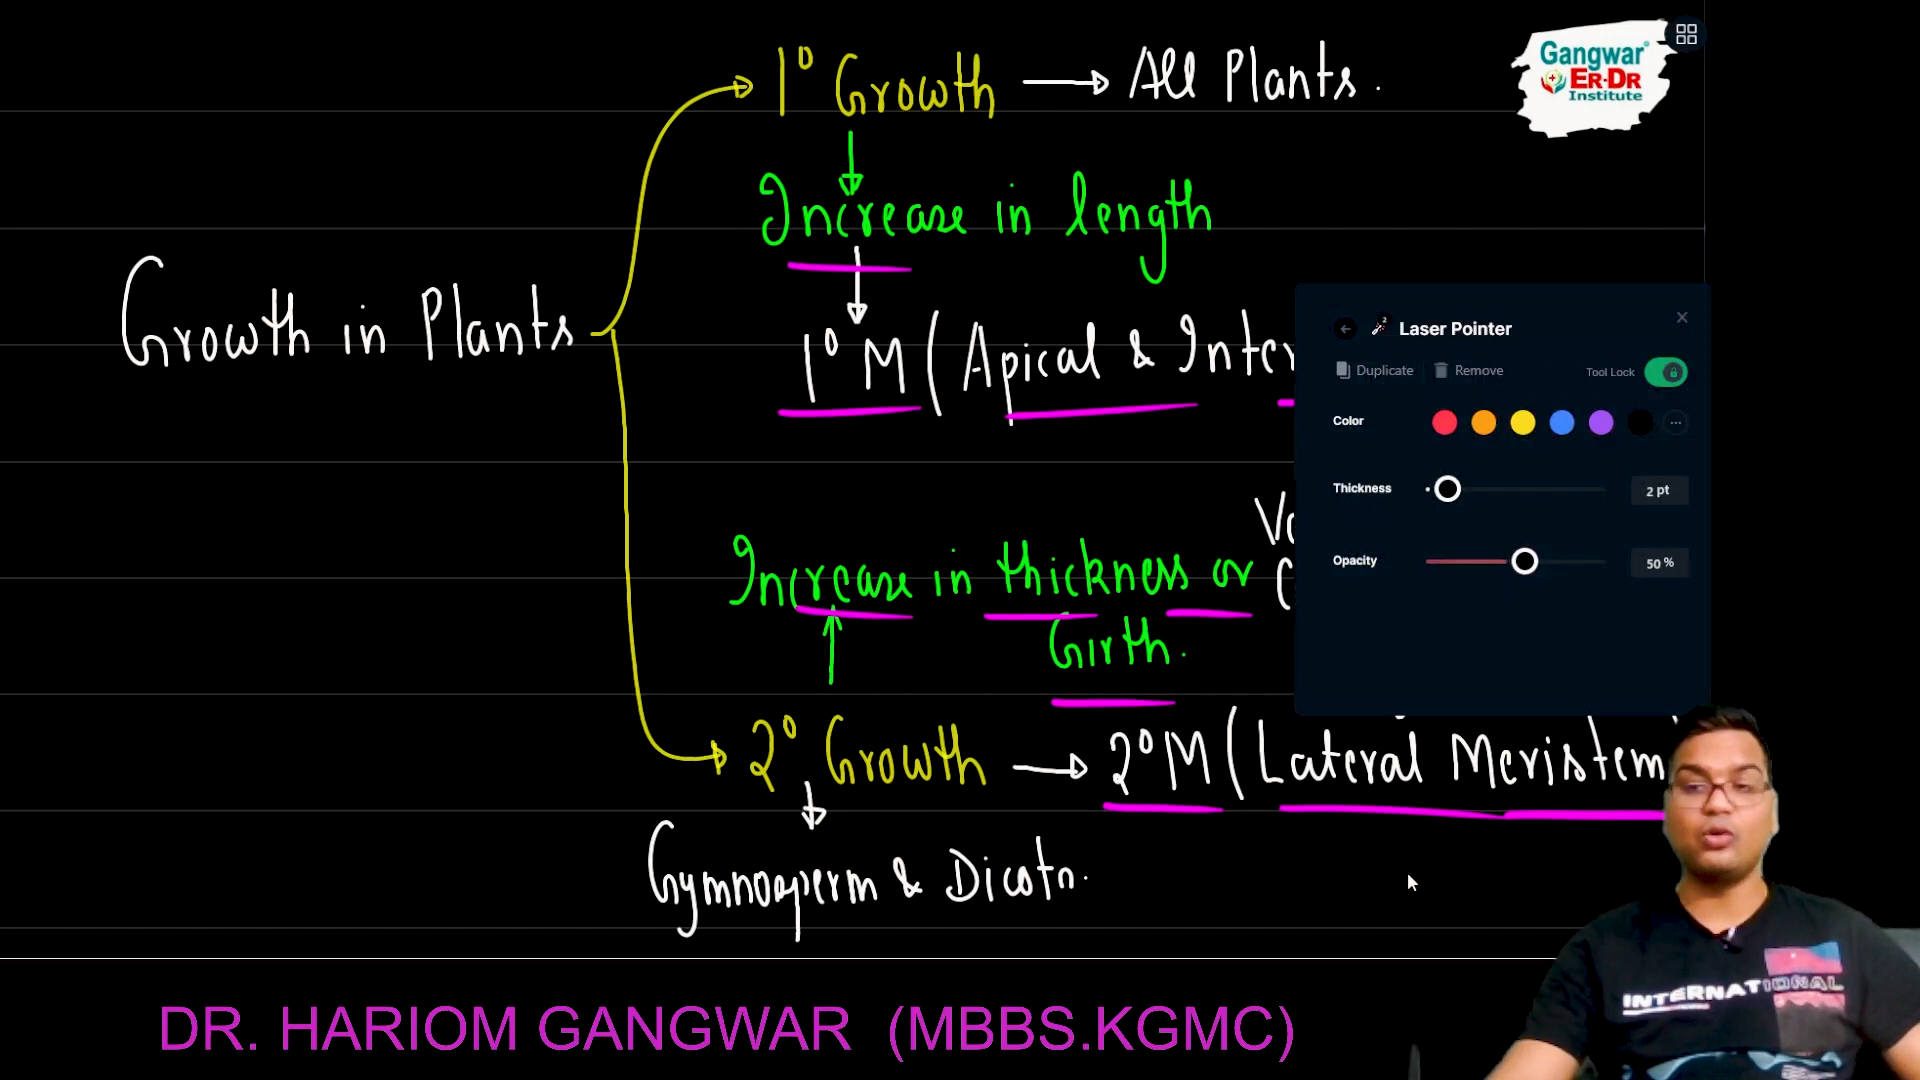 1° Growth → All Plants.
Gangwar
ER-DR
Institute
Increase in length
Growth in Plants
1° M (Apical & Inter
Laser Pointer
Duplicate
Remove
Tool Lock
Color
Thickness
2 pt
Opacity
50 %
Increase in thickness or
Girth.
2° Growth → 2°M (Lateral Meristem
Gymnosperm & Dicotn.
INTERNATIONAL
DR. HARIOM GANGWAR (MBBS.KGMC)